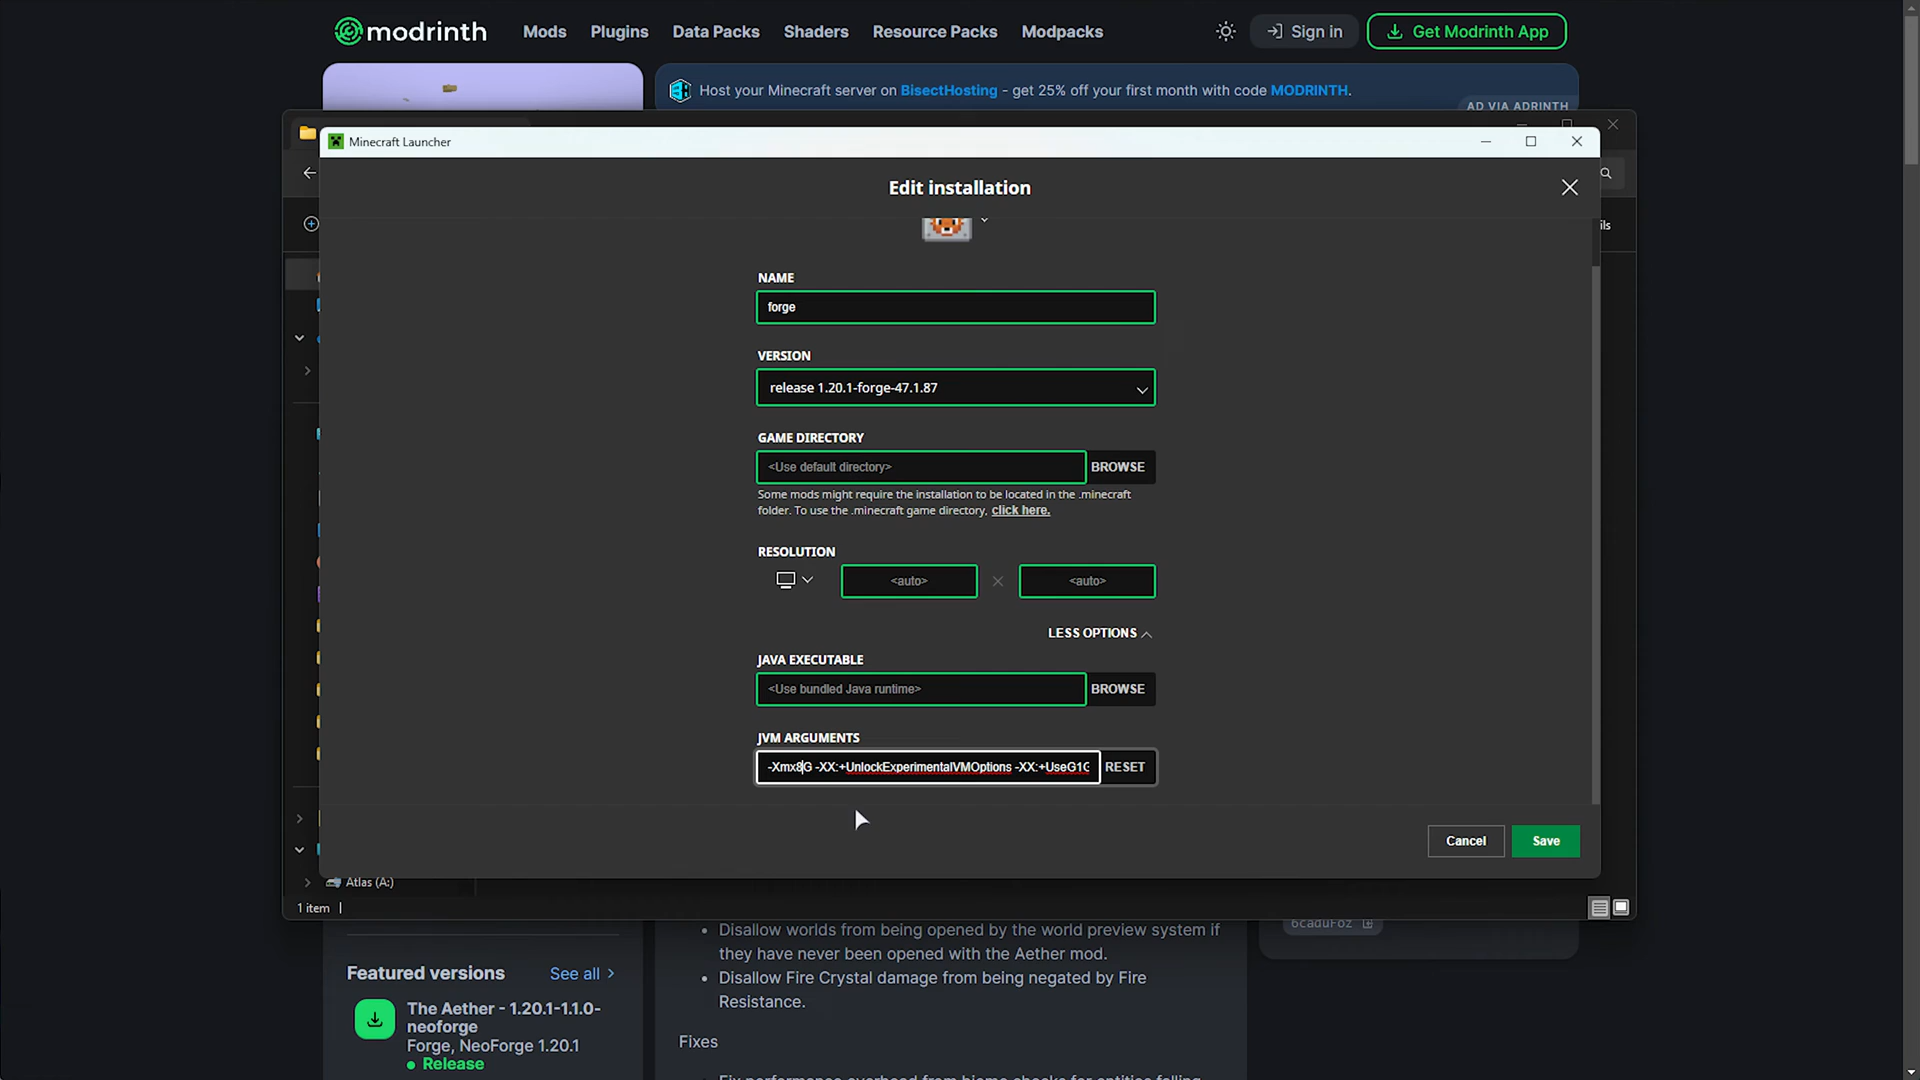 modrinth
Mods
Plugins
Data Packs
Shaders
Resource Packs
Modpacks
Sign in
Get Modrinth App
Host your Minecraft server on BisectHosting - get 25% off your first month with code MODRINTH.
AD VIA ADRINTH
Minecraft Launcher
Edit installation
ils
NAME
forge
VERSION
release 1.20.1-forge-47.1.87
GAME DIRECTORY
<Use default directory>
BROWSE
Some mods might require the installation to be located in the .minecraft
folder. To use the .minecraft game directory, click here.
RESOLUTION
<auto>
<auto>
LESS OPTIONS
JAVA EXECUTABLE
<Use bundled Java runtime>
BROWSE
JVM ARGUMENTS
-Xmx8G -XX:+UnlockExperimentalVMOptions -XX:+UseG1G
RESET
Cancel
Save
Atlas (A:)
1 item
6caduFoz
Disallow worlds from being opened by the world preview system if
they have never been opened with the Aether mod.
Disallow Fire Crystal damage from being negated by Fire
Resistance.
Fixes
Featured versions
See all
The Aether - 1.20.1-1.1.0-
neoforge
Forge, NeoForge 1.20.1
Release